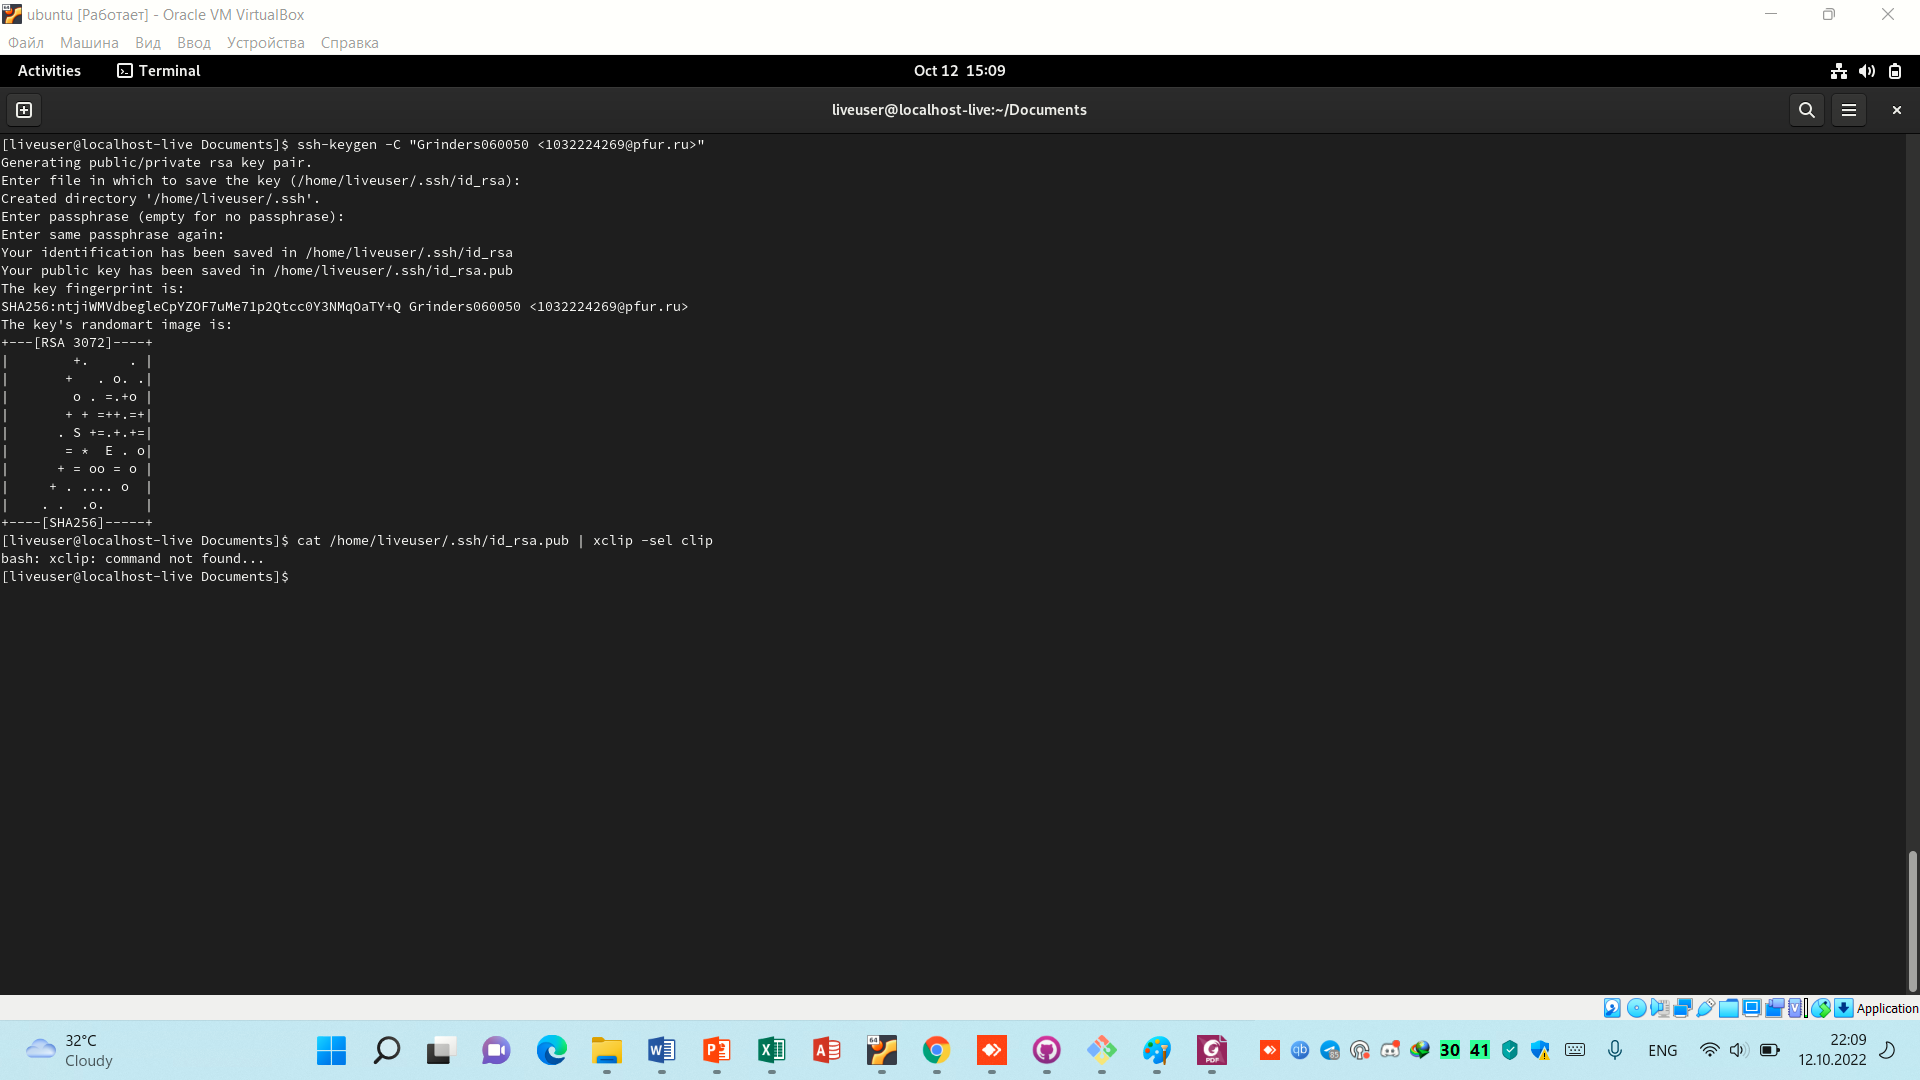 ubuntu [Работает] - Oracle VM VirtualBox
Файл Машина Вид Ввод Устройства Справка
Activities Terminal Oct 12 15:09
liveuser@localhost-live:~/Documents
[liveuser@localhost-live Documents]$ ssh-keygen -C "Grinders060050 <1032224269@pfur.ru>"
Generating public/private rsa key pair.
Enter file in which to save the key (/home/liveuser/.ssh/id_rsa):
Created directory '/home/liveuser/.ssh'.
Enter passphrase (empty for no passphrase):
Enter same passphrase again:
Your identification has been saved in /home/liveuser/.ssh/id_rsa
Your public key has been saved in /home/liveuser/.ssh/id_rsa.pub
The key fingerprint is:
SHA256:ntjiWMVdbegleCpYZOF7uMe71p2Qtcc0Y3NMqOaTY+Q Grinders060050 <1032224269@pfur.ru>
The key's randomart image is:
+---[RSA 3072]----+
|        +.     . |
|       +   . o. .|
|        o . =.+o |
|       + + =++.=+|
|      . S +=.+.+=|
|       = *  E . o|
|      + = oo = o |
|     + . .... o  |
|    . .  .o.     |
+----[SHA256]-----+
[liveuser@localhost-live Documents]$ cat /home/liveuser/.ssh/id_rsa.pub | xclip -sel clip
bash: xclip: command not found...
[liveuser@localhost-live Documents]$
Application
32°C
Cloudy
64
qb
85
30
41
ENG
22:09
12.10.2022